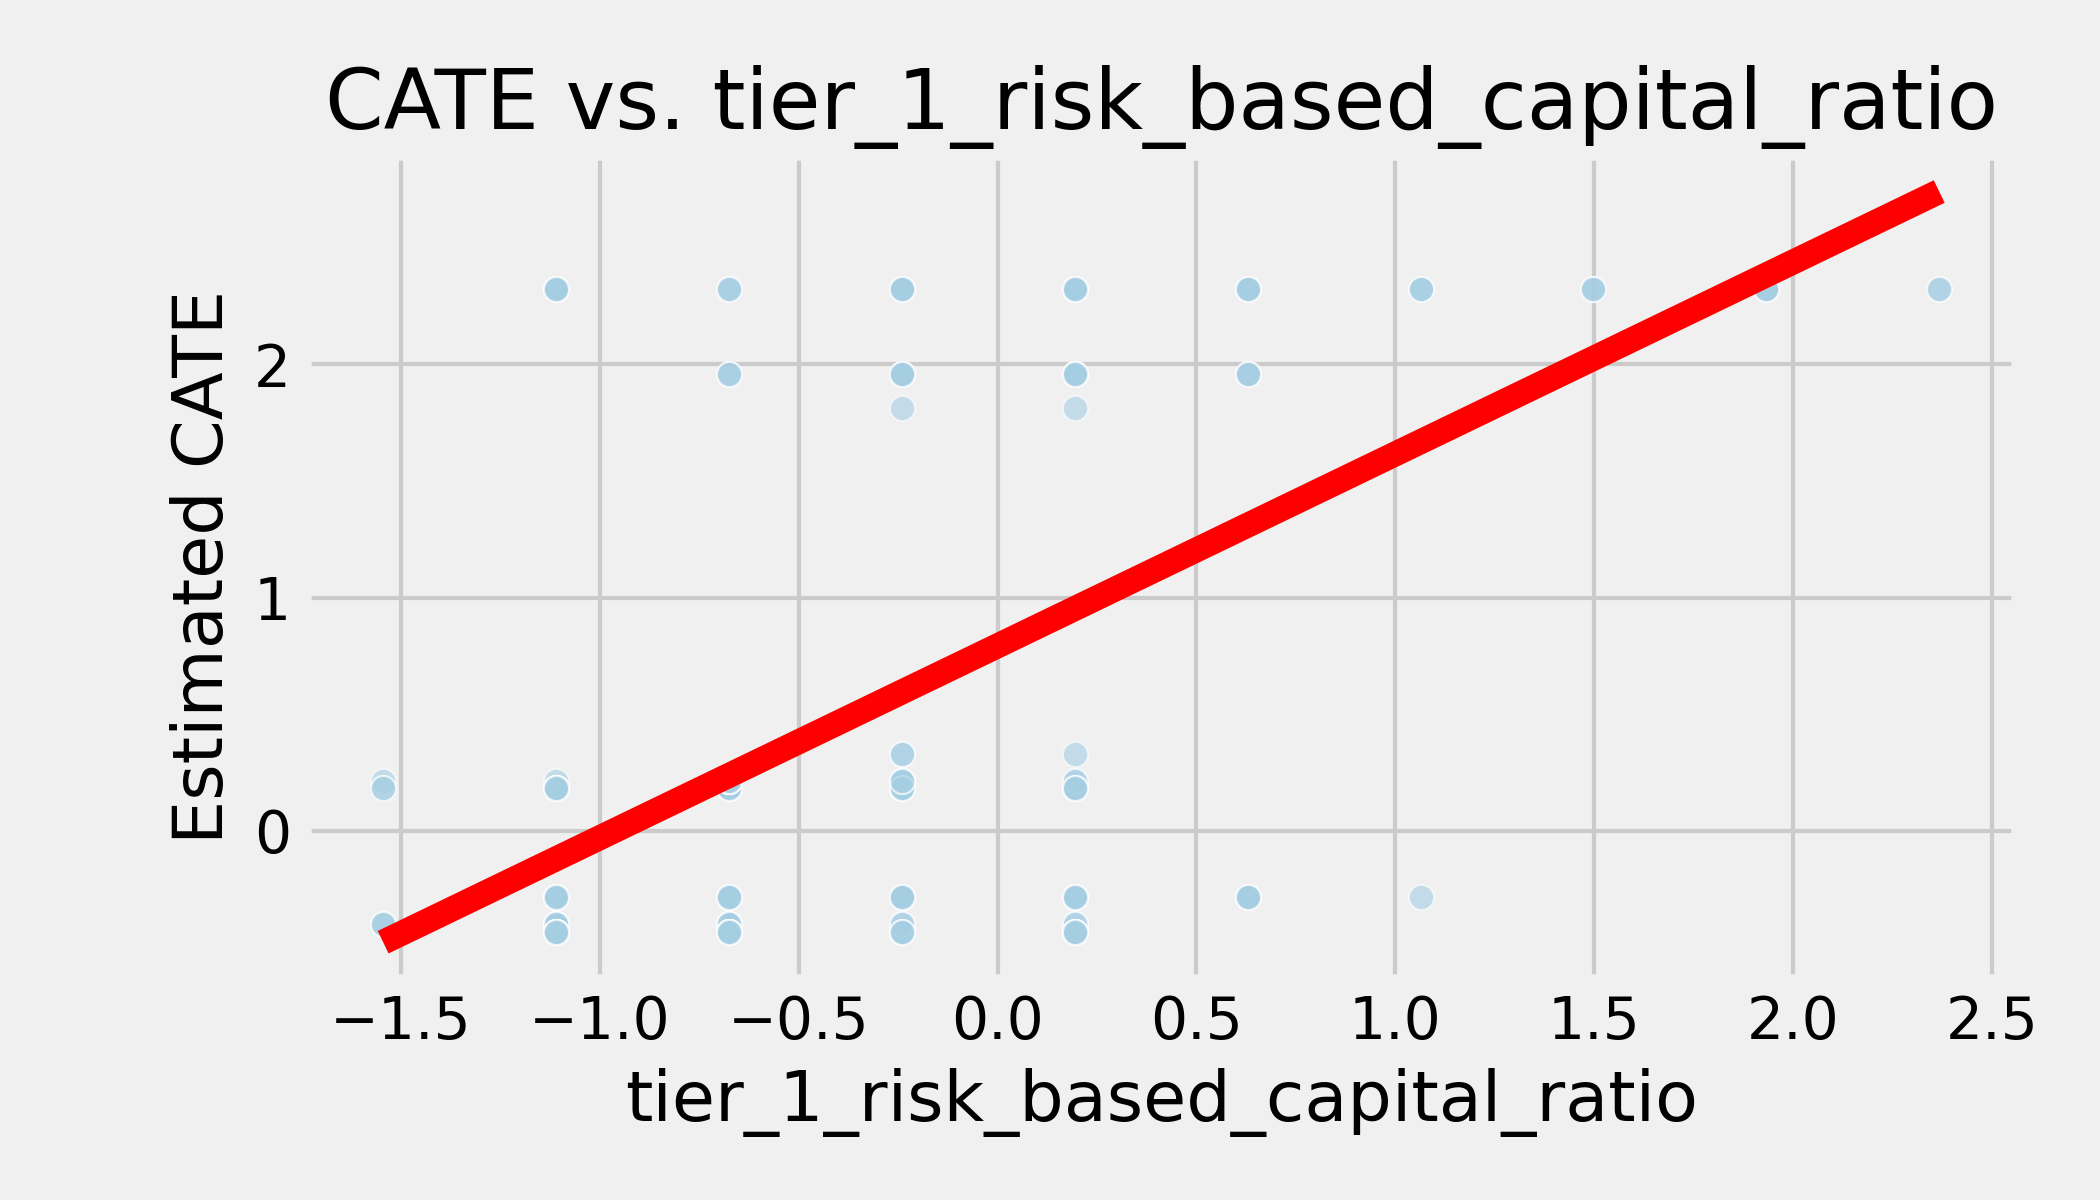 CATE vs. tier_1_risk_based_capital_ratio
Estimated CATE
2
1
0
−1.5 −1.0 −0.5 0.0 0.5 1.0 1.5 2.0 2.5
tier_1_risk_based_capital_ratio